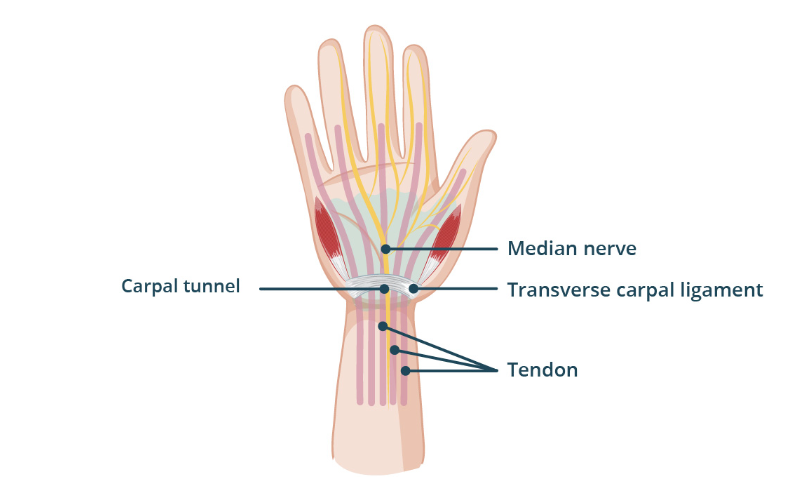 Median nerve
Carpal tunnel
Transverse carpal ligament
Tendon